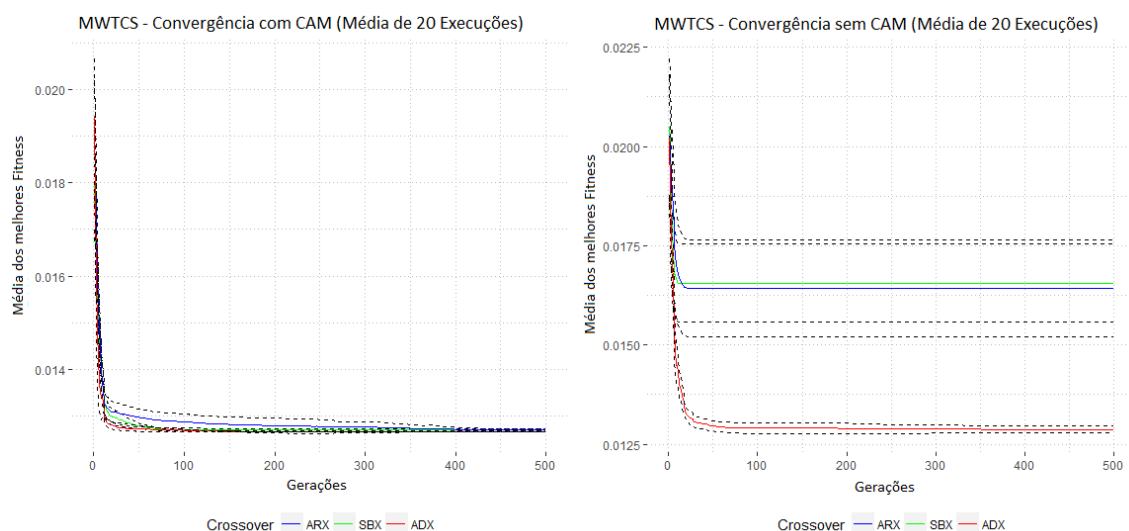 MWTCS - Convergência com CAM (Média de 20 Execuções)
0.020
0.018
0.016
0.014
Média dos melhores Fitness
0
100
200
300
400
500
Gerações
Crossover ARX SBX ADX
MWTCS - Convergência sem CAM (Média de 20 Execuções)
0.0225
0.0200
0.0175
0.0150
0.0125
Média dos melhores Fitness
0
100
200
300
400
500
Gerações
Crossover ARX SBX ADX